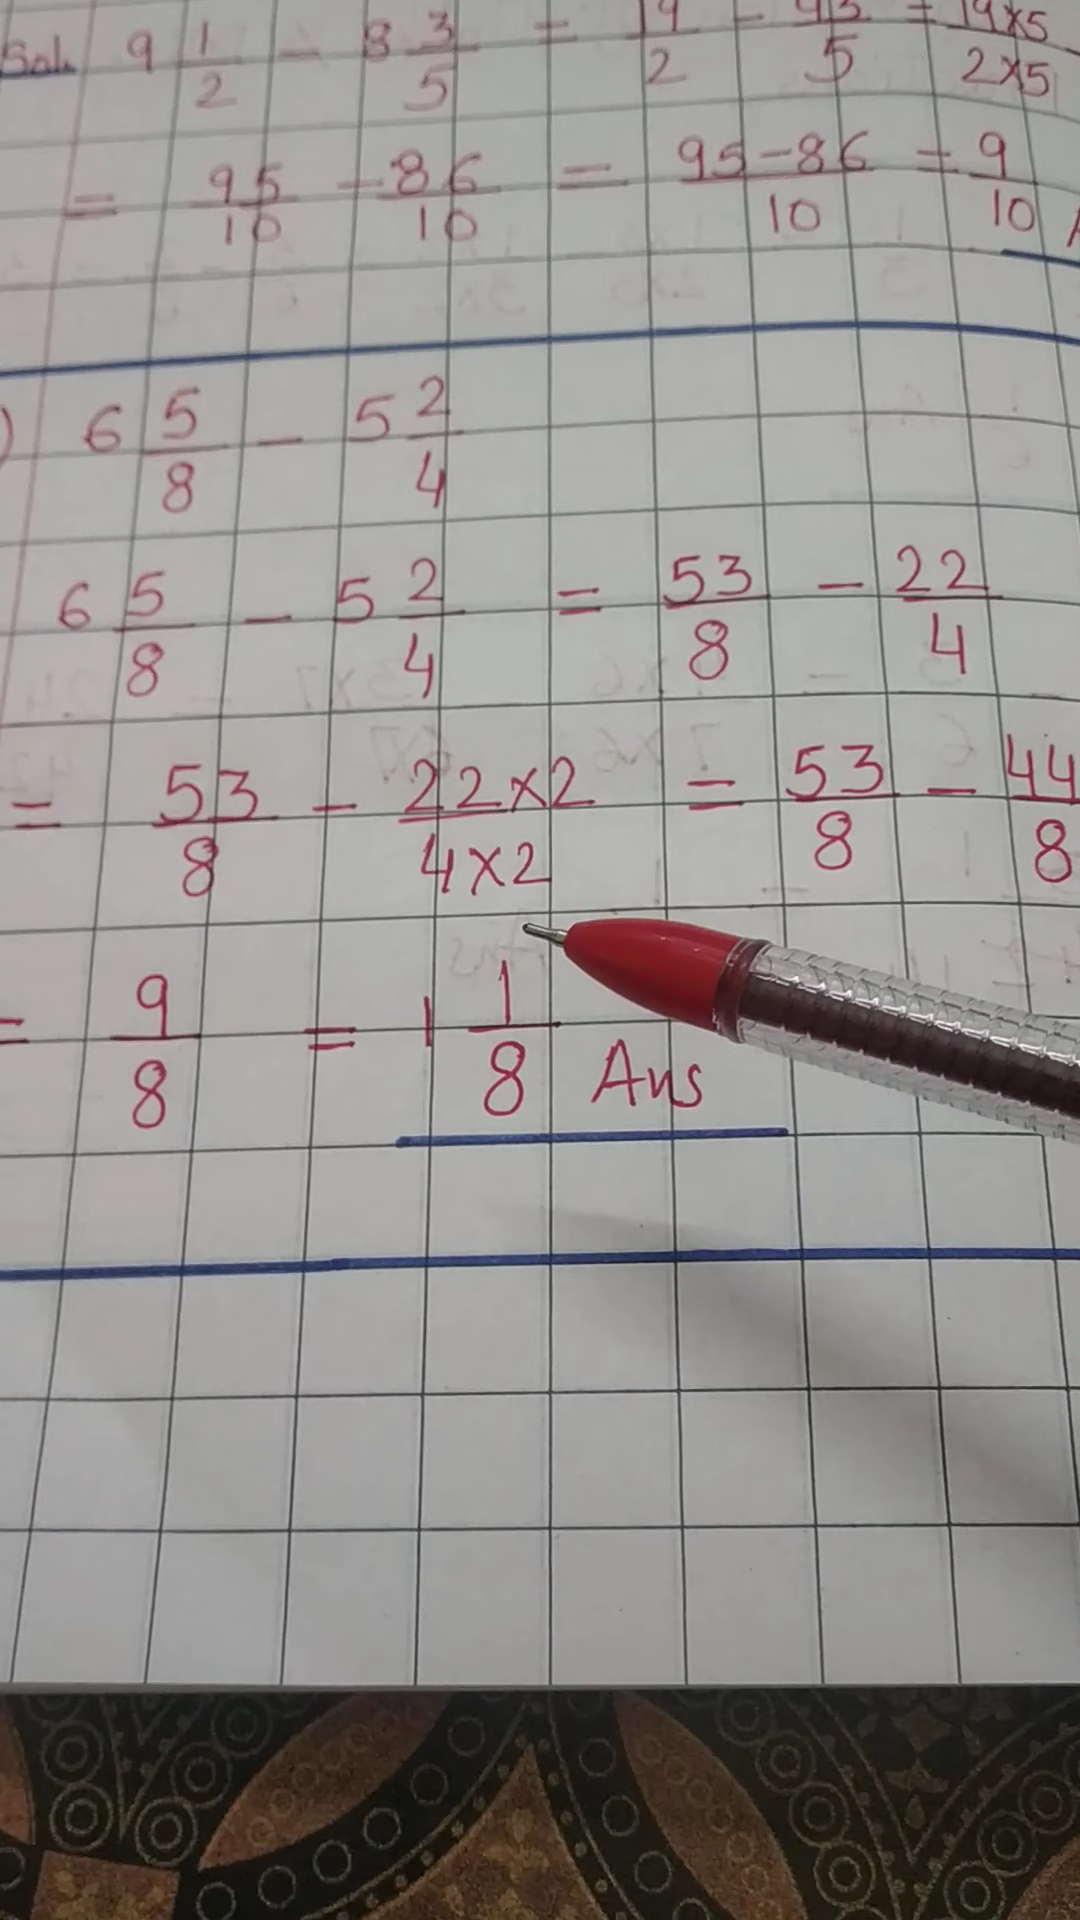 Sol. 9 1/2 - 8 3/5 = 19/2 - 43/5 = 19×5/2×5
= 95/10 - 86/10 = 95-86/10 = 9/10
) 6 5/8 - 5 2/4
6 5/8 - 5 2/4 = 53/8 - 22/4
= 53/8 - 22×2/4×2 = 53/8 - 44/8
= 9/8 = 1 1/8 Ans